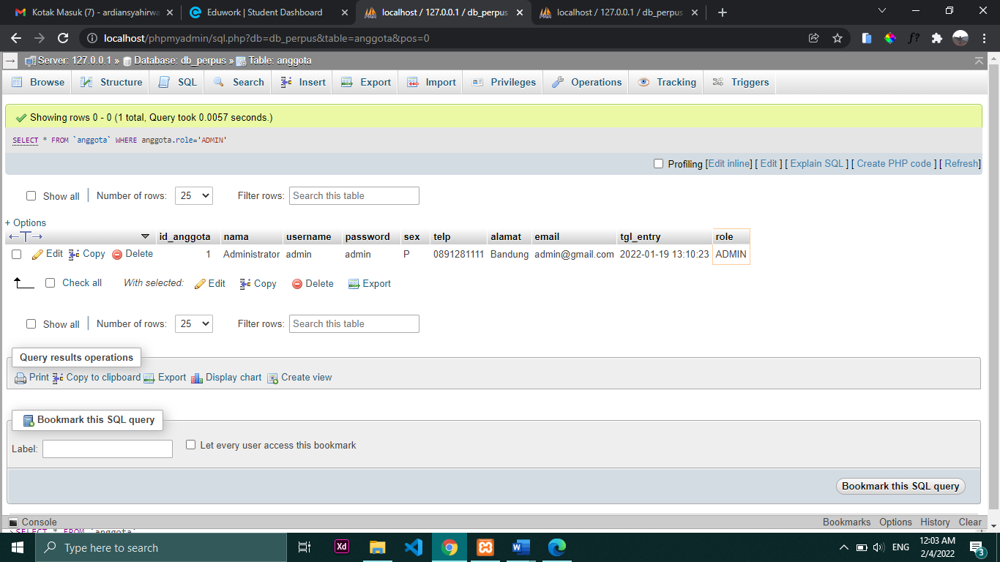 Kotak Masuk (7) - ardiansyahirwa
Eduwork | Student Dashboard
localhost / 127.0.0.1 / db_perpus
localhost / 127.0.0.1 / db_perpus
localhost/phpmyadmin/sql.php?db=db_perpus&table=anggota&pos=0
Server: 127.0.0.1 » Database: db_perpus » Table: anggota
Browse Structure SQL Search Insert Export Import Privileges Operations Tracking Triggers
Showing rows 0 - 0 (1 total, Query took 0.0057 seconds.)
SELECT * FROM `anggota` WHERE anggota.role='ADMIN'
Profiling [Edit inline] [ Edit ] [ Explain SQL ] [ Create PHP code ] [ Refresh]
Show all | Number of rows: 25 Filter rows: Search this table
+ Options
←T→ id_anggota nama username password sex telp alamat email tgl_entry role
Edit Copy Delete 1 Administrator admin admin P 0891281111 Bandung admin@gmail.com 2022-01-19 13:10:23 ADMIN
Check all With selected: Edit Copy Delete Export
Show all | Number of rows: 25 Filter rows: Search this table
Query results operations
Print Copy to clipboard Export Display chart Create view
Bookmark this SQL query
Label: Let every user access this bookmark
Bookmark this SQL query
Console Bookmarks Options History Clear
>SELECT * FROM `anggota`
Type here to search
Xd
ENG
12:03 AM
2/4/2022
3